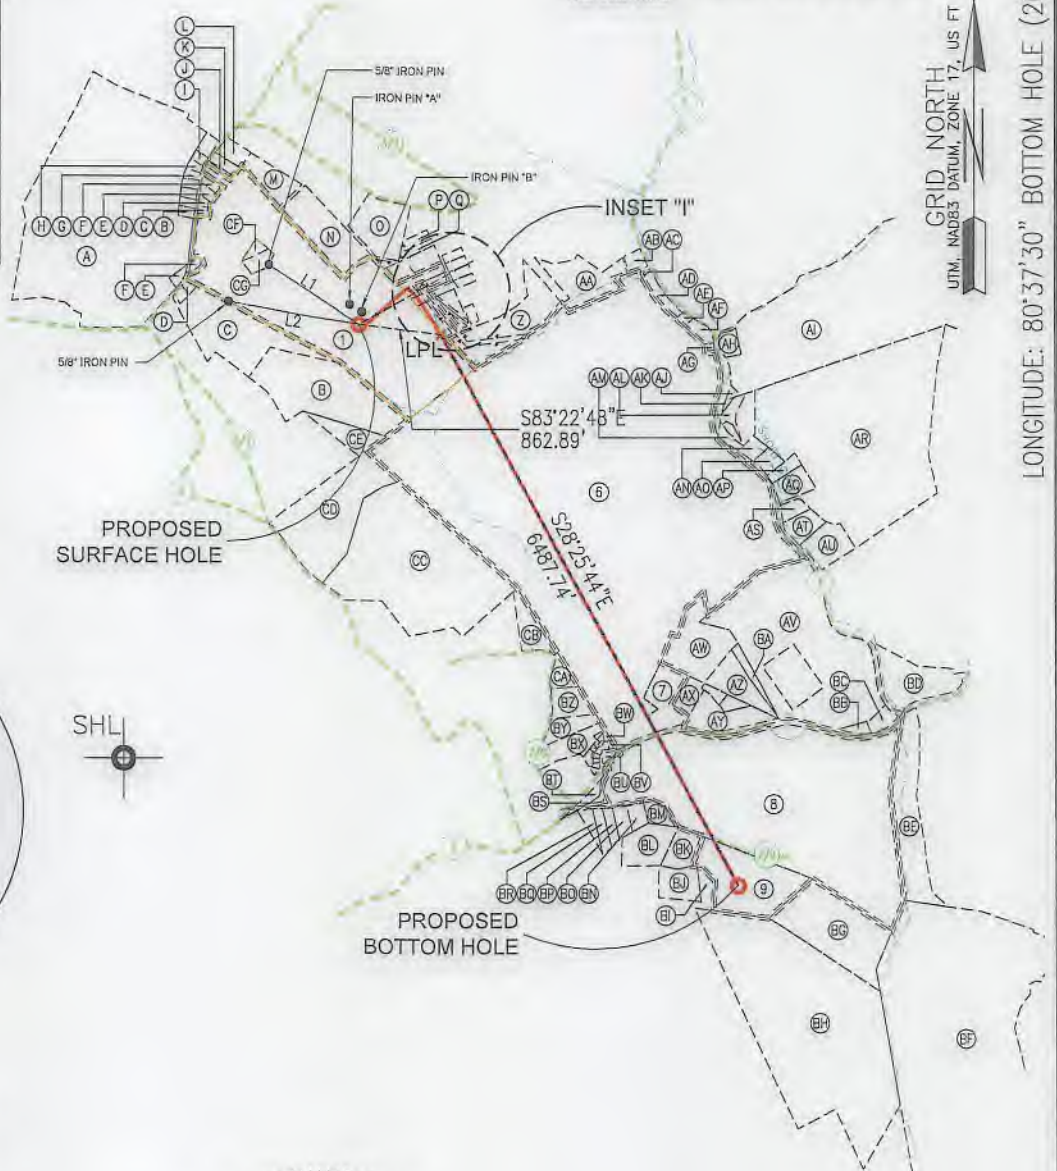 L
K
J
I
5/8" IRON PIN
IRON PIN "A"
IRON PIN "B"
M
N
O
P Q
INSET "I"
H G F E D C B
A
CF
CG
L1
L2
F E
D
C
1
LPL
5/8" IRON PIN
B
Z
AA
AB AC
AD
AE
AF
AG
AH
AI
AM AL AK AJ
AR
S83°22'48"E
862.89'
CE
CD
CC
6
AN AO AP
AQ
AS
AT
AU
PROPOSED
SURFACE HOLE
S28°25'44"E
6487.74'
CB
AW
BA
AV
CA
7
AX
AZ
BC
BD
BZ
BW
AY
BB
BY
BX
SHL
BT
BU BV
BS
8
BM
BE
BL
BK
BR BQ BP BO BN
BJ
9
BI
PROPOSED
BOTTOM HOLE
BG
BH
BF
GRID NORTH
UTM, NAD83 DATUM, ZONE 17, US FT
LONGITUDE: 80°37'30" BOTTOM HOLE (2